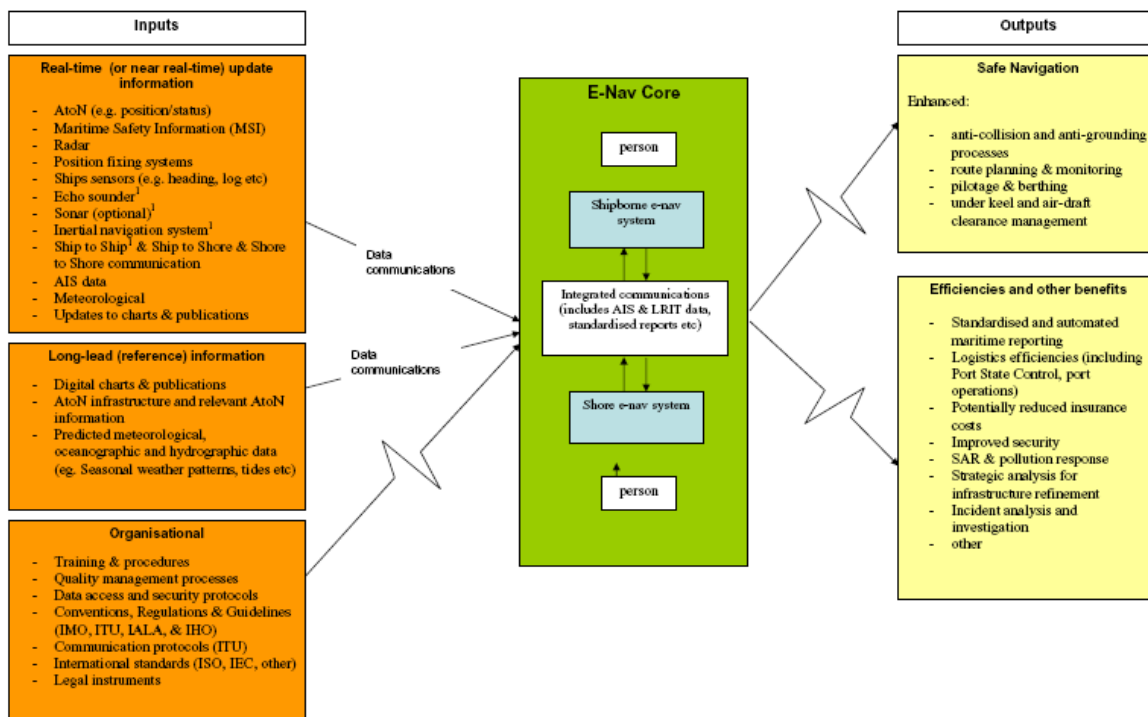 Inputs
Real-time (or near real-time) update
information
- AtoN (e.g. position/status)
- Maritime Safety Information (MSI)
- Radar
- Position fixing systems
- Ships sensors (e.g. heading, log etc)
- Echo sounder¹
- Sonar (optional)¹
- Inertial navigation system¹
- Ship to Ship¹ & Ship to Shore & Shore
to Shore communication
- AIS data
- Meteorological
- Updates to charts & publications
Long-lead (reference) information
- Digital charts & publications
- AtoN infrastructure and relevant AtoN
information
- Predicted meteorological,
oceanographic and hydrographic data
(eg. Seasonal weather patterns, tides etc)
Organisational
- Training & procedures
- Quality management processes
- Data access and security protocols
- Conventions, Regulations & Guidelines
(IMO, ITU, IALA, & IHO)
- Communication protocols (ITU)
- International standards (ISO, IEC, other)
- Legal instruments
Data
communications
Data
communications
E-Nav Core
person
Shipborne e-nav
system
Integrated communications
(includes AIS & LRIT data,
standardised reports etc)
Shore e-nav system
person
Outputs
Safe Navigation
Enhanced:
- anti-collision and anti-grounding
processes
- route planning & monitoring
- pilotage & berthing
- under keel and air-draft
clearance management
Efficiencies and other benefits
- Standardised and automated
maritime reporting
- Logistics efficiencies (including
Port State Control, port
operations)
- Potentially reduced insurance
costs
- Improved security
- SAR & pollution response
- Strategic analysis for
infrastructure refinement
- Incident analysis and
investigation
- other